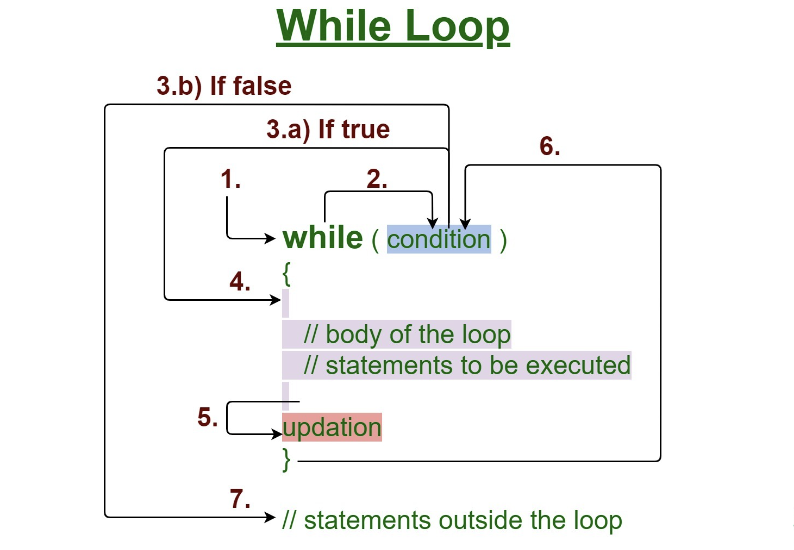 While Loop
3.b) If false
3.a) If true
6.
1.
2.
while ( condition )
{
4.
// body of the loop
// statements to be executed
5.
updation
}
7.
// statements outside the loop